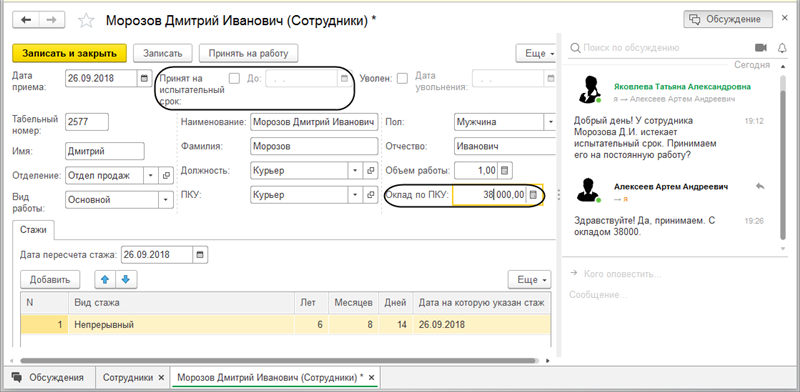 Морозов Дмитрий Иванович (Сотрудники) *
Обсуждение
Записать и закрыть
Записать
Принять на работу
Еще
Дата приема:
26.09.2018
Принят на испытательный срок:
До:
. .
Уволен:
Дата увольнения:
. .
Табельный номер:
2577
Наименование:
Морозов Дмитрий Иванович
Пол:
Мужчина
Имя:
Дмитрий
Фамилия:
Морозов
Отчество:
Иванович
Отделение:
Отдел продаж
Должность:
Курьер
Объем работы:
1,00
Вид работы:
Основной
ПКУ:
Курьер
Оклад по ПКУ:
38 000,00
Стажи
Дата пересчета стажа:
26.09.2018
Добавить
Еще
N
Вид стажа
Лет
Месяцев
Дней
Дата на которую указан стаж
1
Непрерывный
6
8
14
26.09.2018
Поиск по обсуждению
Сегодня
Яковлева Татьяна Александровна
я → Алексеев Артем Андреевич
Добрый день! У сотрудника
Морозова Д.И. истекает
испытательный срок. Принимаем
его на постоянную работу?
19:12
Алексеев Артем Андреевич
→ я
Здравствуйте! Да, принимаем. С
окладом 38000.
19:26
Кого оповестить...
Сообщение...
Обсуждения
Сотрудники ×
Морозов Дмитрий Иванович (Сотрудники) * ×